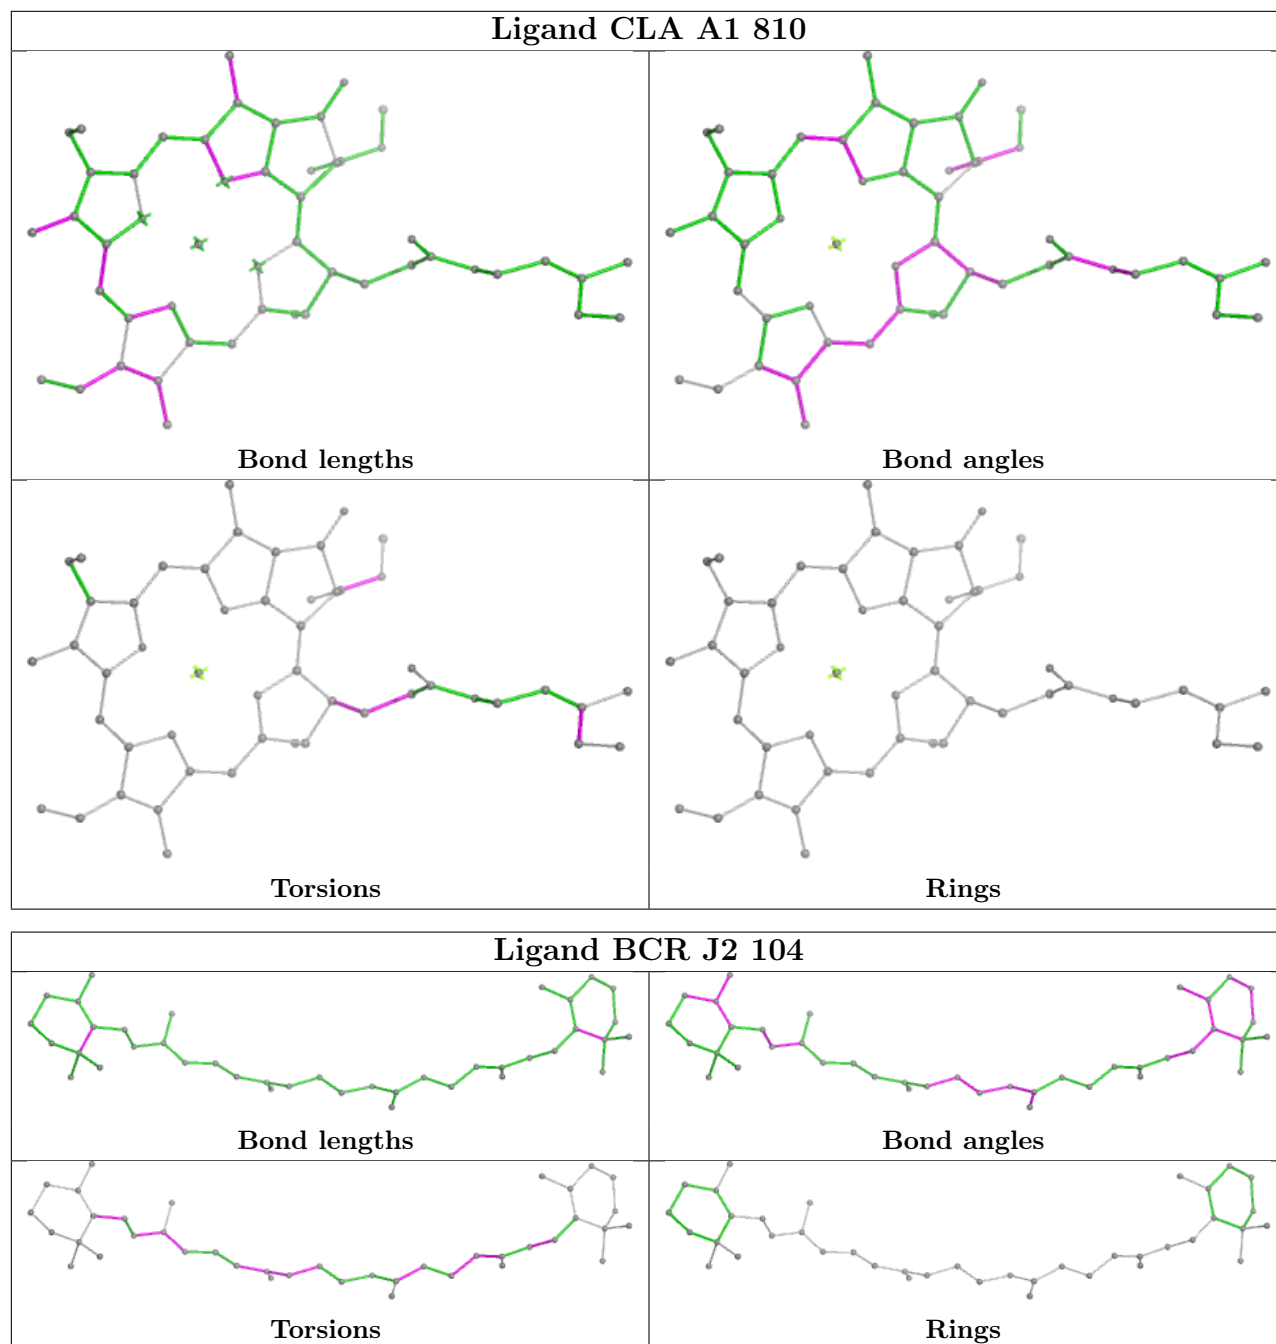 Ligand CLA A1 810
Bond lengths
Bond angles
Torsions
Rings
Ligand BCR J2 104
Bond lengths
Bond angles
Torsions
Rings